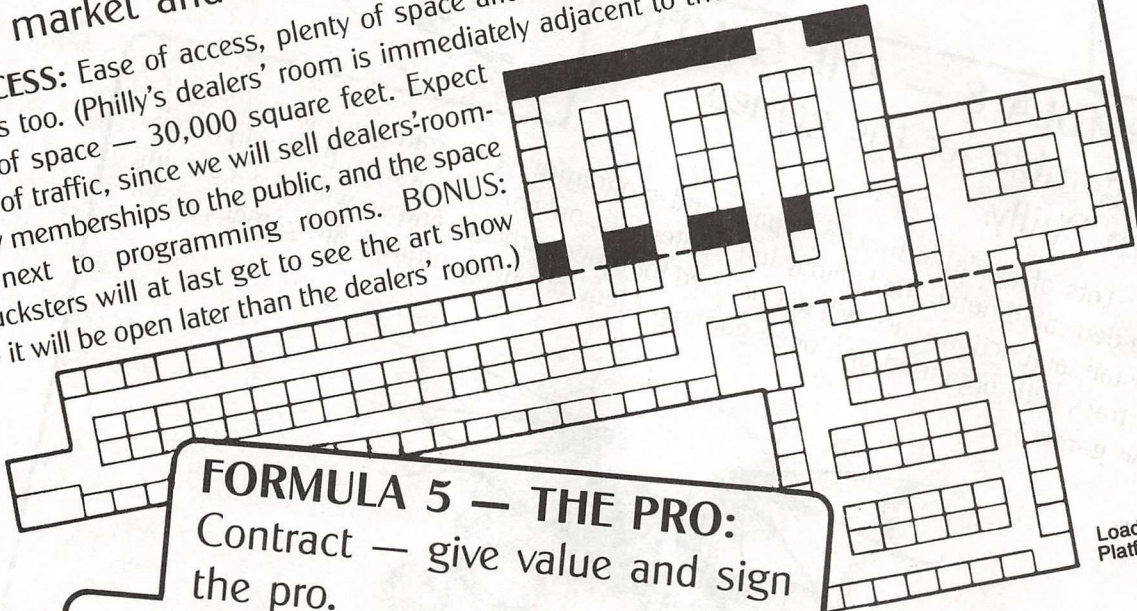 market and
CESS: Ease of access, plenty of space
s too. (Philly's dealers' room is immediately adjacent to
of space — 30,000 square feet. Expect
of traffic, since we will sell dealers'-room-
memberships to the public, and the space
next to programming rooms. BONUS:
ucksters will at last get to see the art show
it will be open later than the dealers' room.)
FORMULA 5 — THE PRO:
Contract — give value and sign
the pro.
Load
Platf